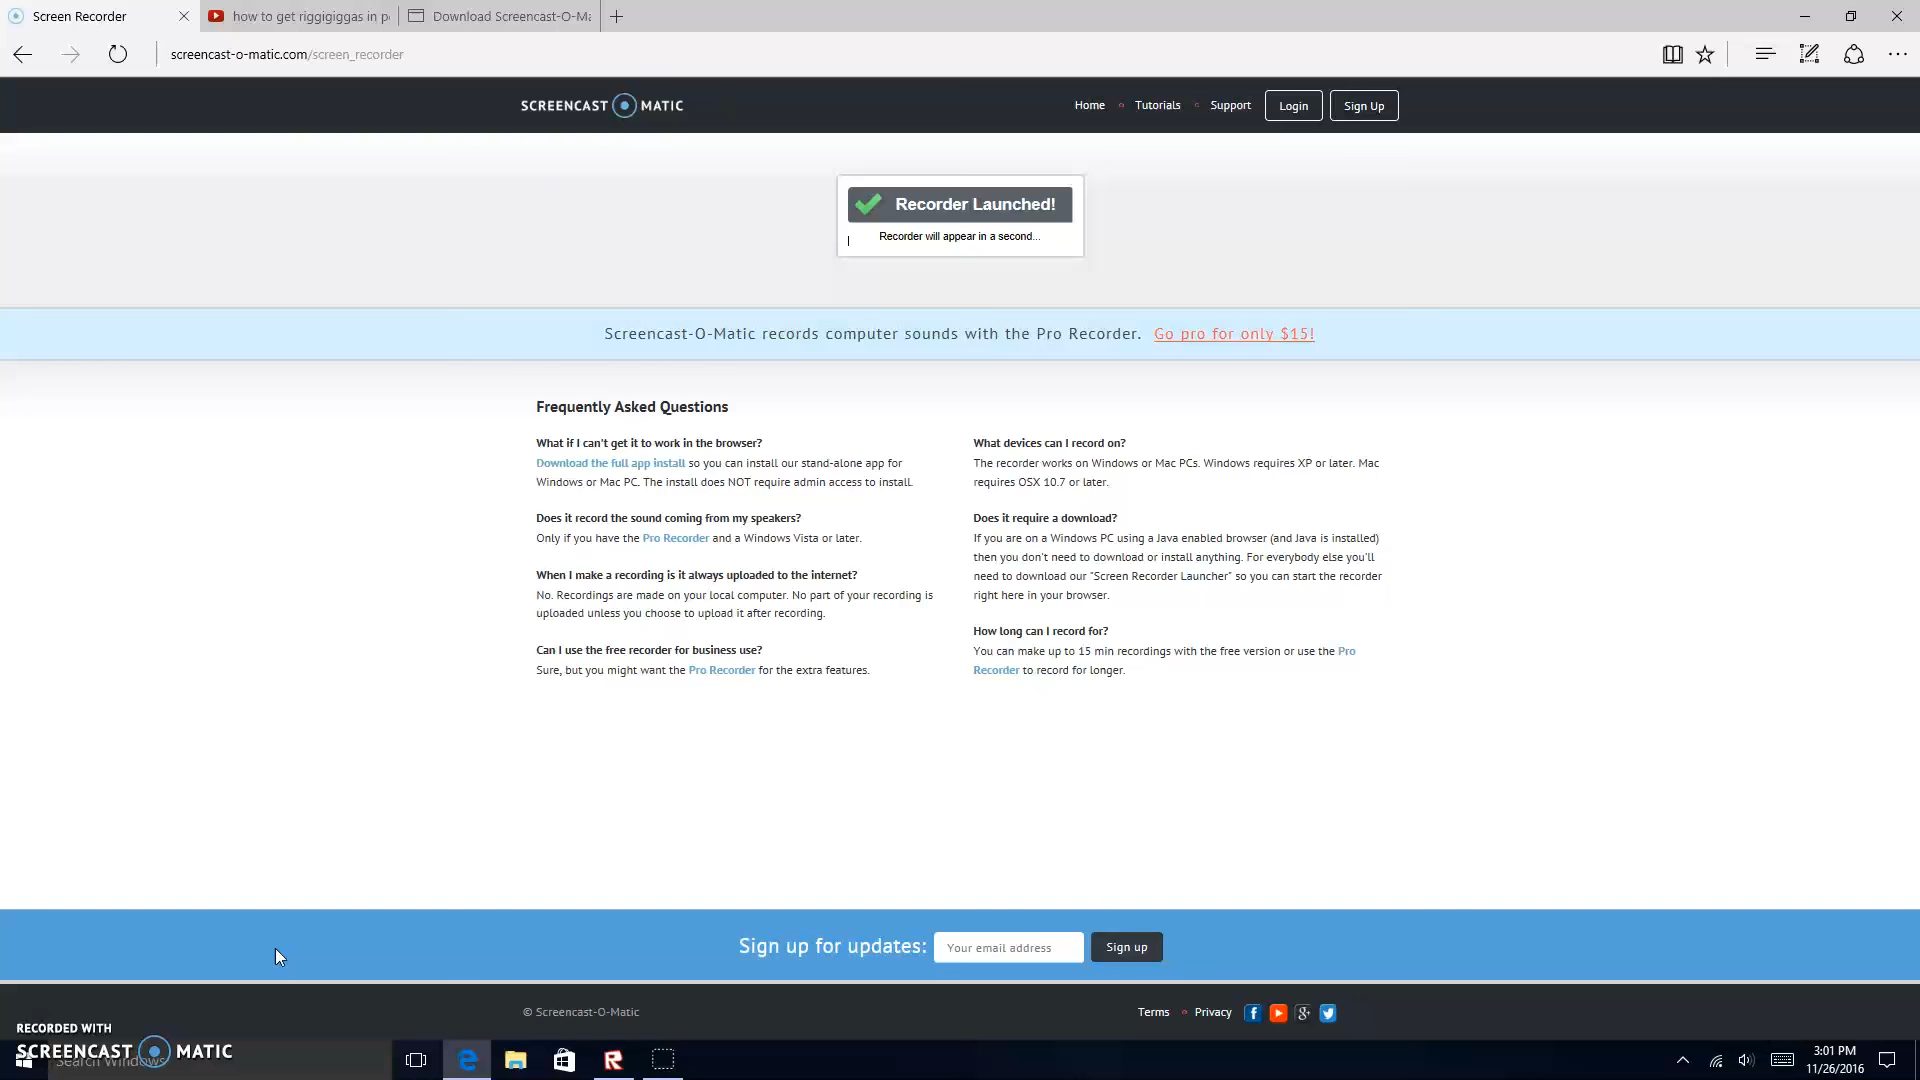 Screen Recorder
how to get riggigiggas in p
Download Screencast-O-Ma
screencast-o-matic.com/screen_recorder
SCREENCAST MATIC
Home
Tutorials
Support
Login
Sign Up
Recorder Launched!
Recorder will appear in a second...
Screencast-O-Matic records computer sounds with the Pro Recorder. Go pro for only $15!
Frequently Asked Questions
What if I can't get it to work in the browser?
Download the full app install so you can install our stand-alone app for
Windows or Mac PC. The install does NOT require admin access to install.
Does it record the sound coming from my speakers?
Only if you have the Pro Recorder and a Windows Vista or later.
When I make a recording is it always uploaded to the internet?
No. Recordings are made on your local computer. No part of your recording is
uploaded unless you choose to upload it after recording.
Can I use the free recorder for business use?
Sure, but you might want the Pro Recorder for the extra features.
What devices can I record on?
The recorder works on Windows or Mac PCs. Windows requires XP or later. Mac
requires OSX 10.7 or later.
Does it require a download?
If you are on a Windows PC using a Java enabled browser (and Java is installed)
then you don't need to download or install anything. For everybody else you'll
need to download our "Screen Recorder Launcher" so you can start the recorder
right here in your browser.
How long can I record for?
You can make up to 15 min recordings with the free version or use the Pro
Recorder to record for longer.
Sign up for updates:
Your email address
Sign up
© Screencast-O-Matic
Terms
Privacy
RECORDED WITH
SCREENCAST MATIC
Search Windows
3:01 PM
11/26/2016